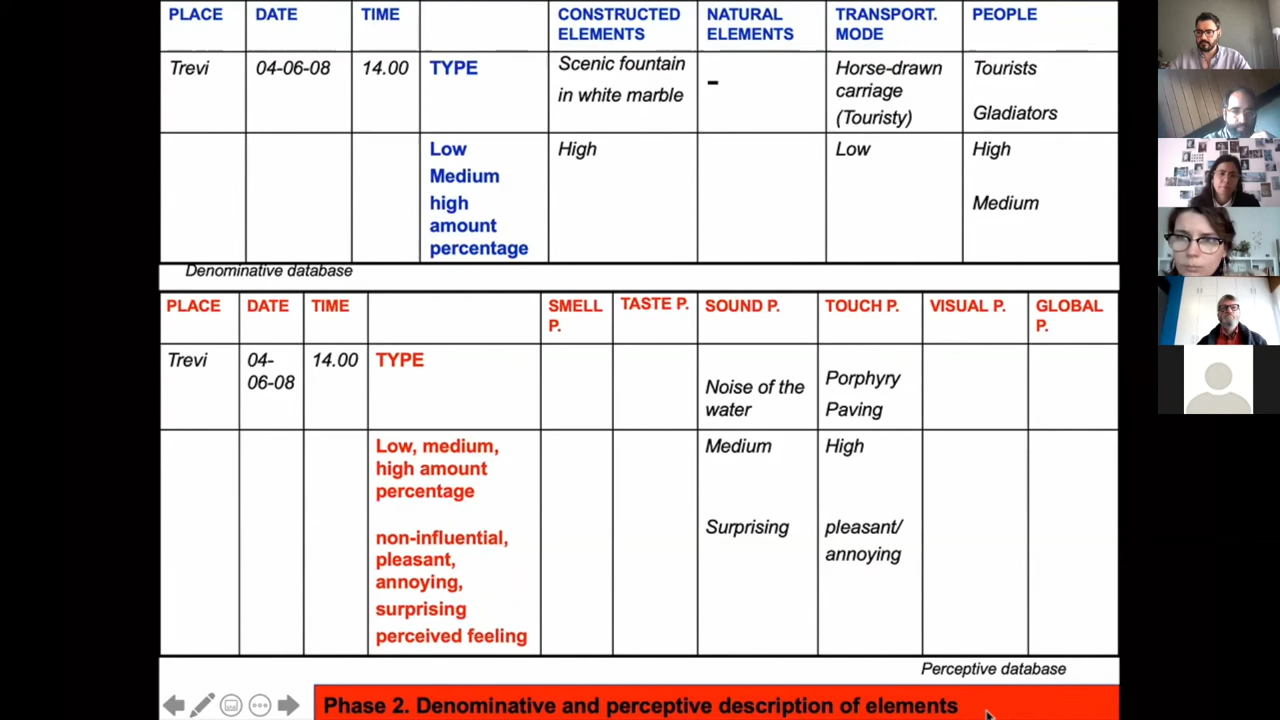 PLACE DATE TIME CONSTRUCTED ELEMENTS NATURAL ELEMENTS TRANSPORT. MODE PEOPLE
Trevi 04-06-08 14.00 TYPE Scenic fountain in white marble - Horse-drawn carriage (Touristy) Tourists Gladiators
Low Medium high amount percentage High Low High Medium
Denominative database
PLACE DATE TIME SMELL P. TASTE P. SOUND P. TOUCH P. VISUAL P. GLOBAL P.
Trevi 04-06-08 14.00 TYPE Noise of the water Porphyry Paving
Low, medium, high amount percentage Medium High
non-influential, pleasant, annoying, surprising perceived feeling Surprising pleasant/ annoying
Perceptive database
Phase 2. Denominative and perceptive description of elements